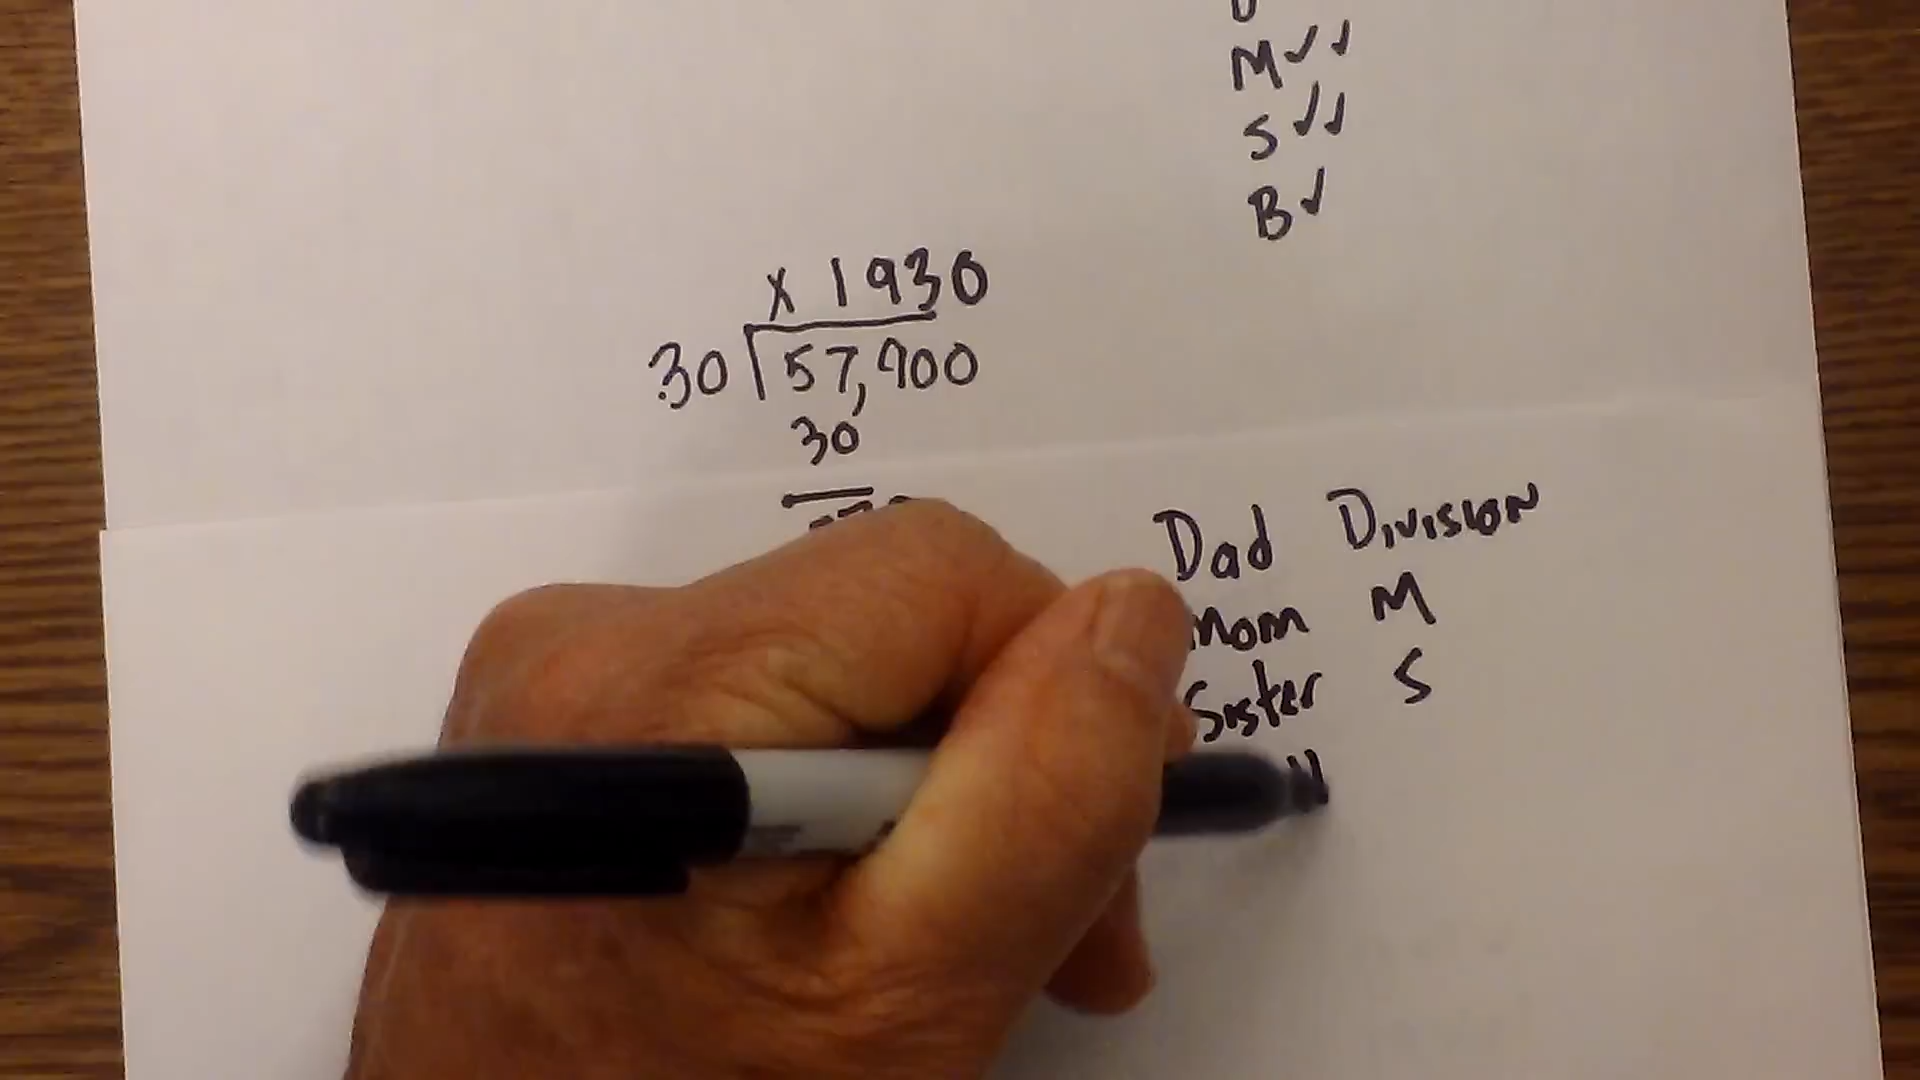 M ✓ ✓
S ✓ ✓
B ✓
X 1930
30 57,900
30
Dad Division
Mom M
Sister S